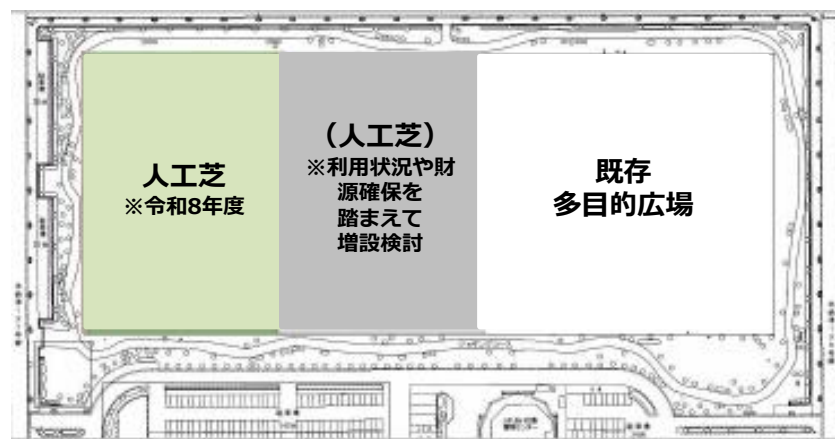 人工芝
※令和8年度
（人工芝）
※利用状況や財
源確保を
踏まえて
増設検討
既存
多目的広場